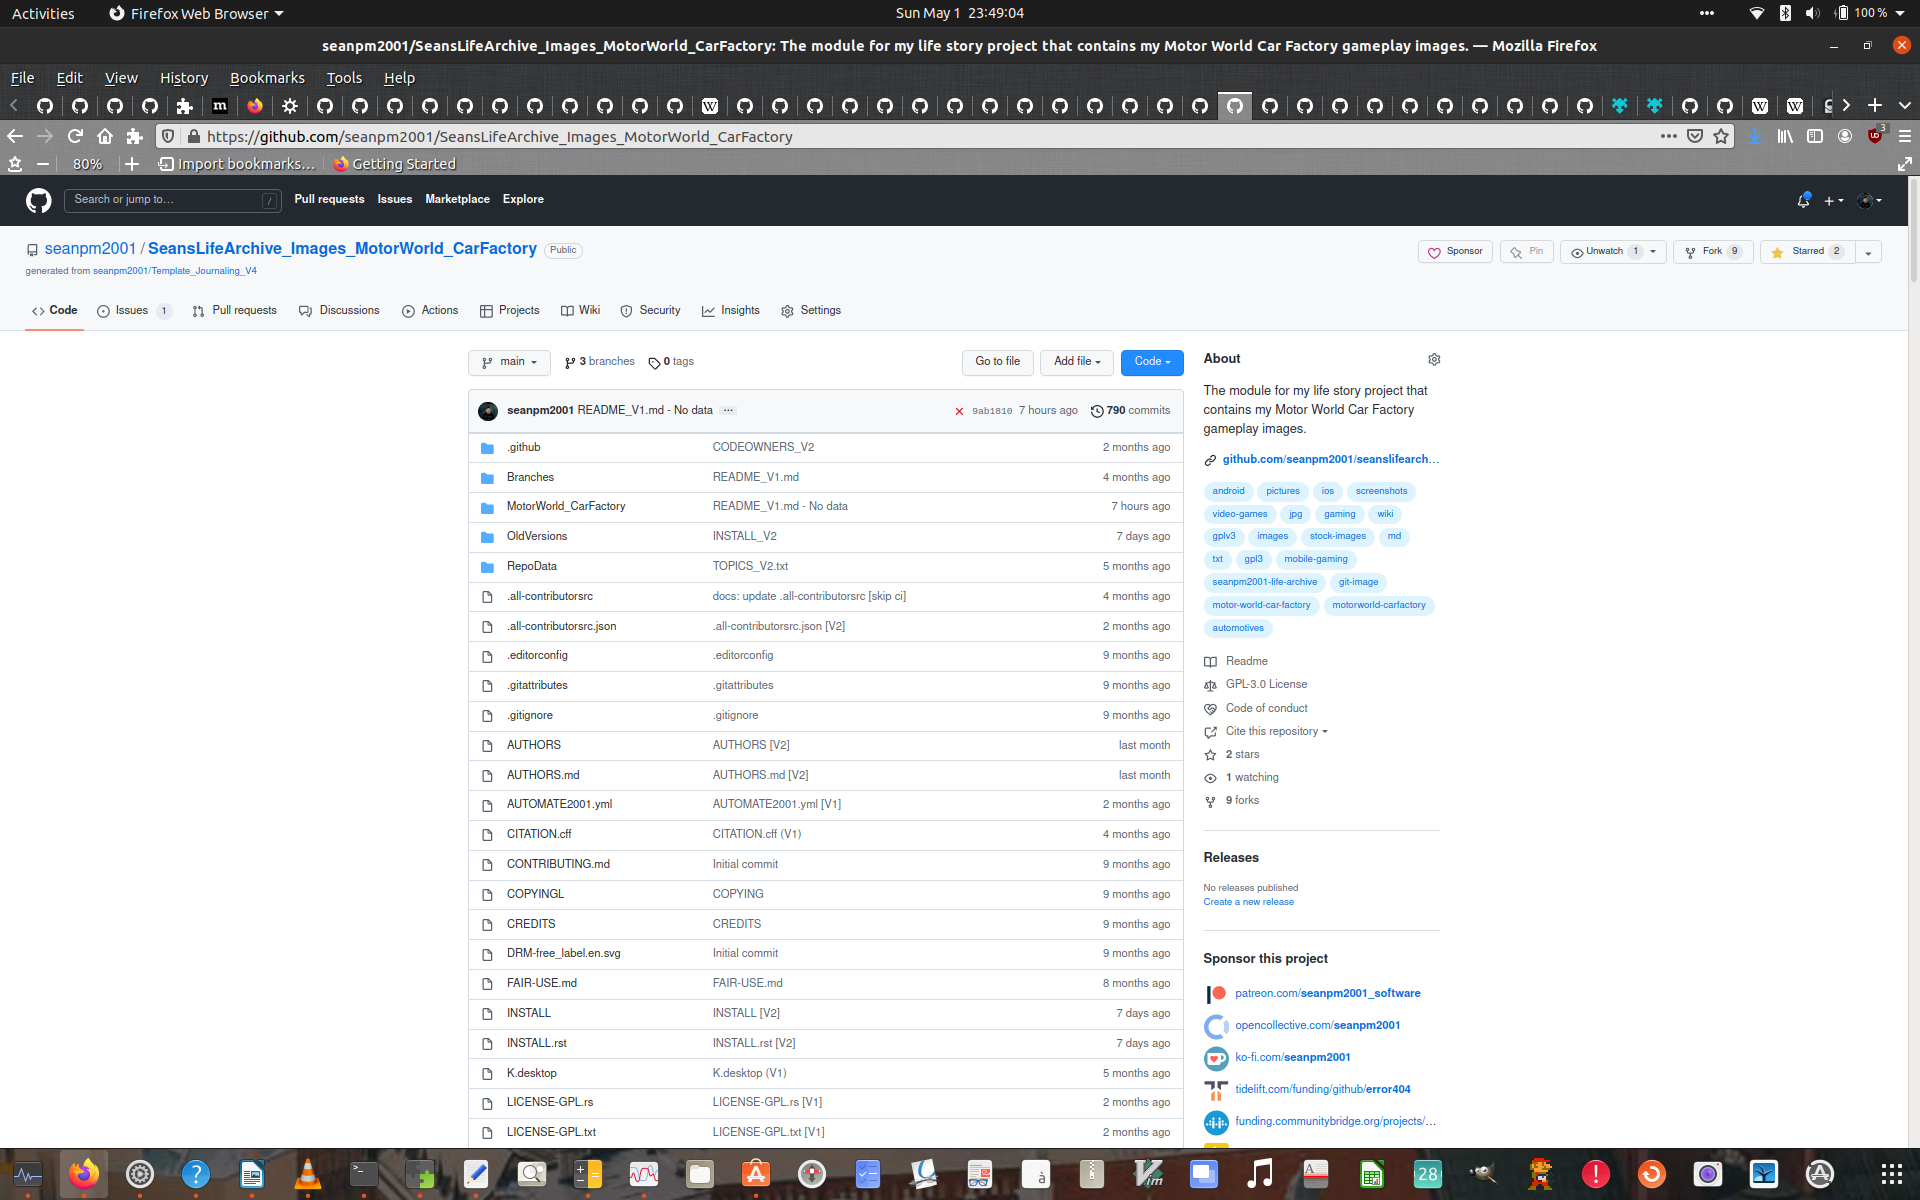 Activities
Firefox Web Browser
Sun May 1 23:49:04
100 %
seanpm2001/SeansLifeArchive_Images_MotorWorld_CarFactory: The module for my life story project that contains my Motor World Car Factory gameplay images. — Mozilla Firefox
File Edit View History Bookmarks Tools Help
https://github.com/seanpm2001/SeansLifeArchive_Images_MotorWorld_CarFactory
3
80% Import bookmarks… Getting Started
Search or jump to… /
Pull requests Issues Marketplace Explore
seanpm2001 / SeansLifeArchive_Images_MotorWorld_CarFactory Public
generated from seanpm2001/Template_Journaling_V4
Sponsor Pin Unwatch 1 Fork 9 Starred 2
Code Issues 1 Pull requests Discussions Actions Projects Wiki Security Insights Settings
main 3 branches 0 tags
Go to file Add file Code
seanpm2001 README_V1.md - No data ... 9ab1810 7 hours ago 790 commits
.github CODEOWNERS_V2 2 months ago
Branches README_V1.md 4 months ago
MotorWorld_CarFactory README_V1.md - No data 7 hours ago
OldVersions INSTALL_V2 7 days ago
RepoData TOPICS_V2.txt 5 months ago
.all-contributorsrc docs: update .all-contributorsrc [skip ci] 4 months ago
.all-contributorsrc.json .all-contributorsrc.json [V2] 2 months ago
.editorconfig .editorconfig 9 months ago
.gitattributes .gitattributes 9 months ago
.gitignore .gitignore 9 months ago
AUTHORS AUTHORS [V2] last month
AUTHORS.md AUTHORS.md [V2] last month
AUTOMATE2001.yml AUTOMATE2001.yml [V1] 2 months ago
CITATION.cff CITATION.cff (V1) 4 months ago
CONTRIBUTING.md Initial commit 9 months ago
COPYINGL COPYING 9 months ago
CREDITS CREDITS 9 months ago
DRM-free_label.en.svg Initial commit 9 months ago
FAIR-USE.md FAIR-USE.md 8 months ago
INSTALL INSTALL [V2] 7 days ago
INSTALL.rst INSTALL.rst [V2] 7 days ago
K.desktop K.desktop (V1) 5 months ago
LICENSE-GPL.rs LICENSE-GPL.rs [V1] 2 months ago
LICENSE-GPL.txt LICENSE-GPL.txt [V1] 2 months ago
About
The module for my life story project that
contains my Motor World Car Factory
gameplay images.
github.com/seanpm2001/seanslifearch…
android pictures ios screenshots
video-games jpg gaming wiki
gplv3 images stock-images md
txt gpl3 mobile-gaming
seanpm2001-life-archive git-image
motor-world-car-factory motorworld-carfactory
automotives
Readme
GPL-3.0 License
Code of conduct
Cite this repository
2 stars
1 watching
9 forks
Releases
No releases published
Create a new release
Sponsor this project
patreon.com/seanpm2001_software
opencollective.com/seanpm2001
ko-fi.com/seanpm2001
tidelift.com/funding/github/error404
funding.communitybridge.org/projects/…
28